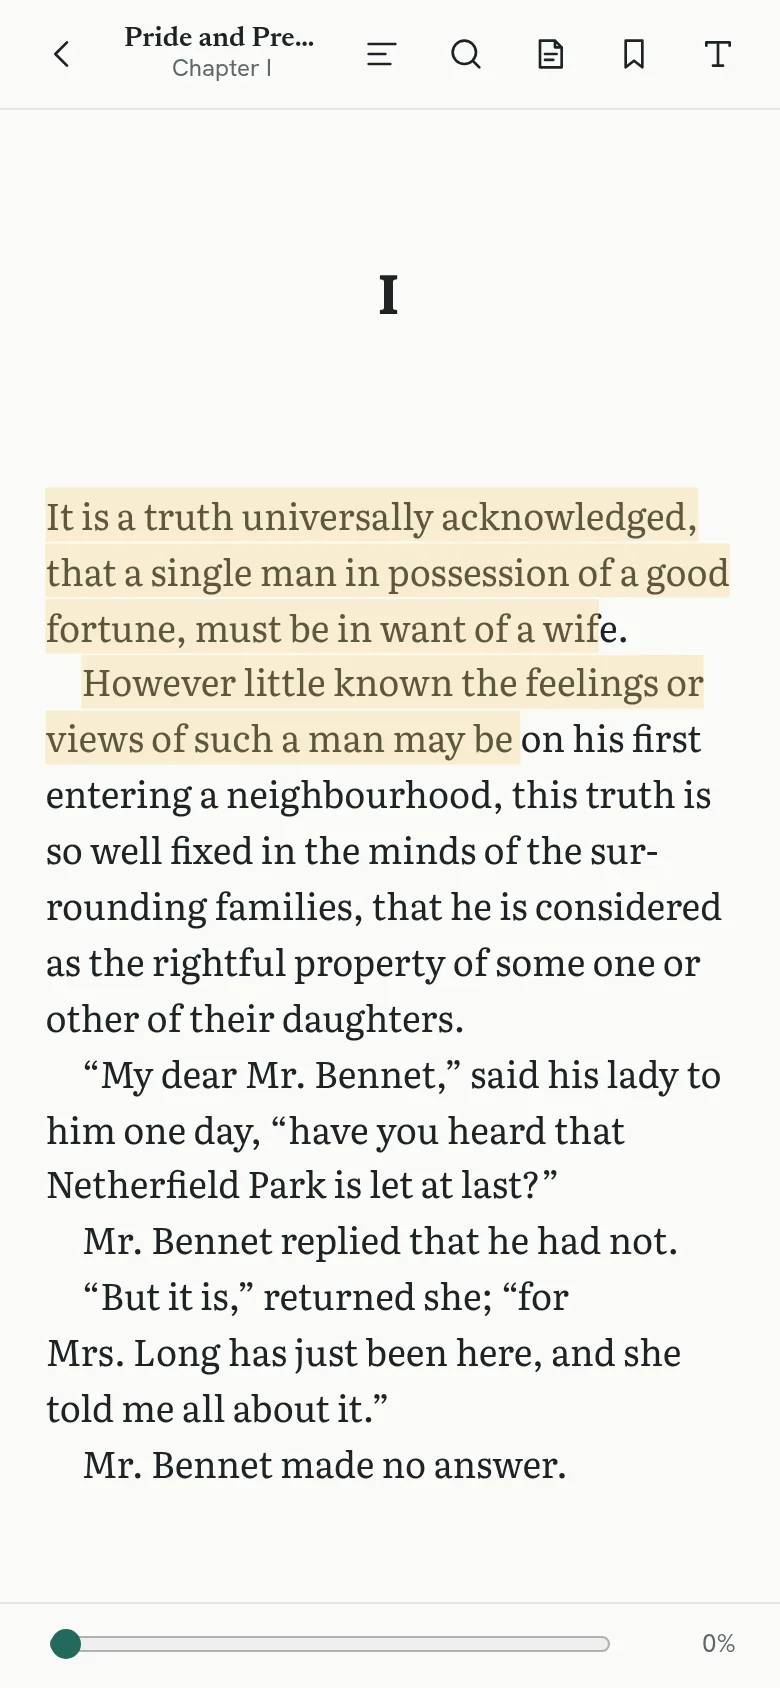 Pride and Pre...
Chapter I
I
It is a truth universally acknowledged,
that a single man in possession of a good
fortune, must be in want of a wife.
However little known the feelings or
views of such a man may be on his first
entering a neighbourhood, this truth is
so well fixed in the minds of the sur-
rounding families, that he is considered
as the rightful property of some one or
other of their daughters.
“My dear Mr. Bennet,” said his lady to
him one day, “have you heard that
Netherfield Park is let at last?”
Mr. Bennet replied that he had not.
“But it is,” returned she; “for
Mrs. Long has just been here, and she
told me all about it.”
Mr. Bennet made no answer.
0%